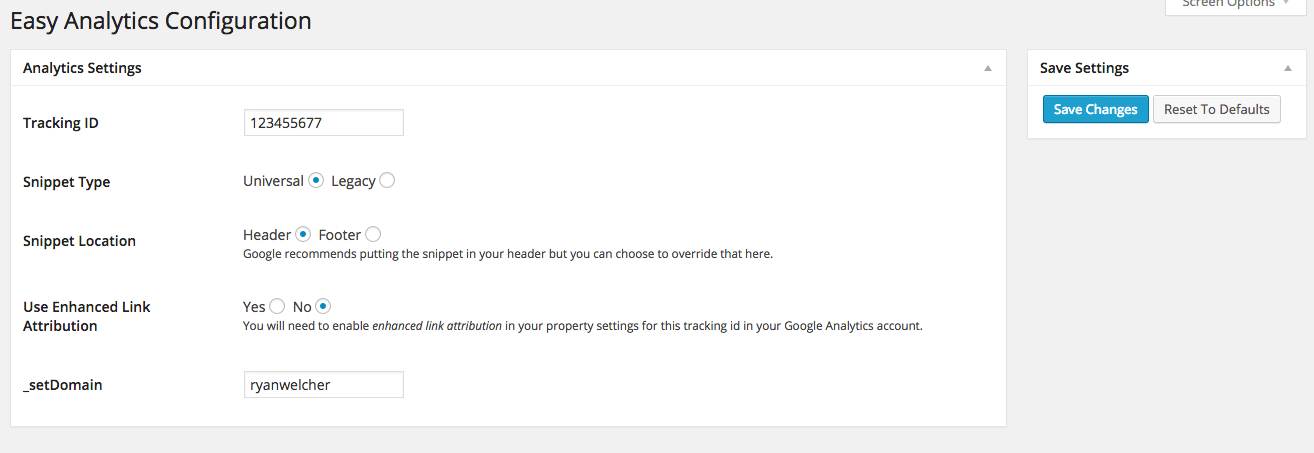 Screen Options
Easy Analytics Configuration
Analytics Settings
Tracking ID
123455677
Snippet Type
Universal Legacy
Snippet Location
Header Footer
Google recommends putting the snippet in your header but you can choose to override that here.
Use Enhanced Link
Attribution
Yes No
You will need to enable enhanced link attribution in your property settings for this tracking id in your Google Analytics account.
_setDomain
ryanwelcher
Save Settings
Save Changes Reset To Defaults